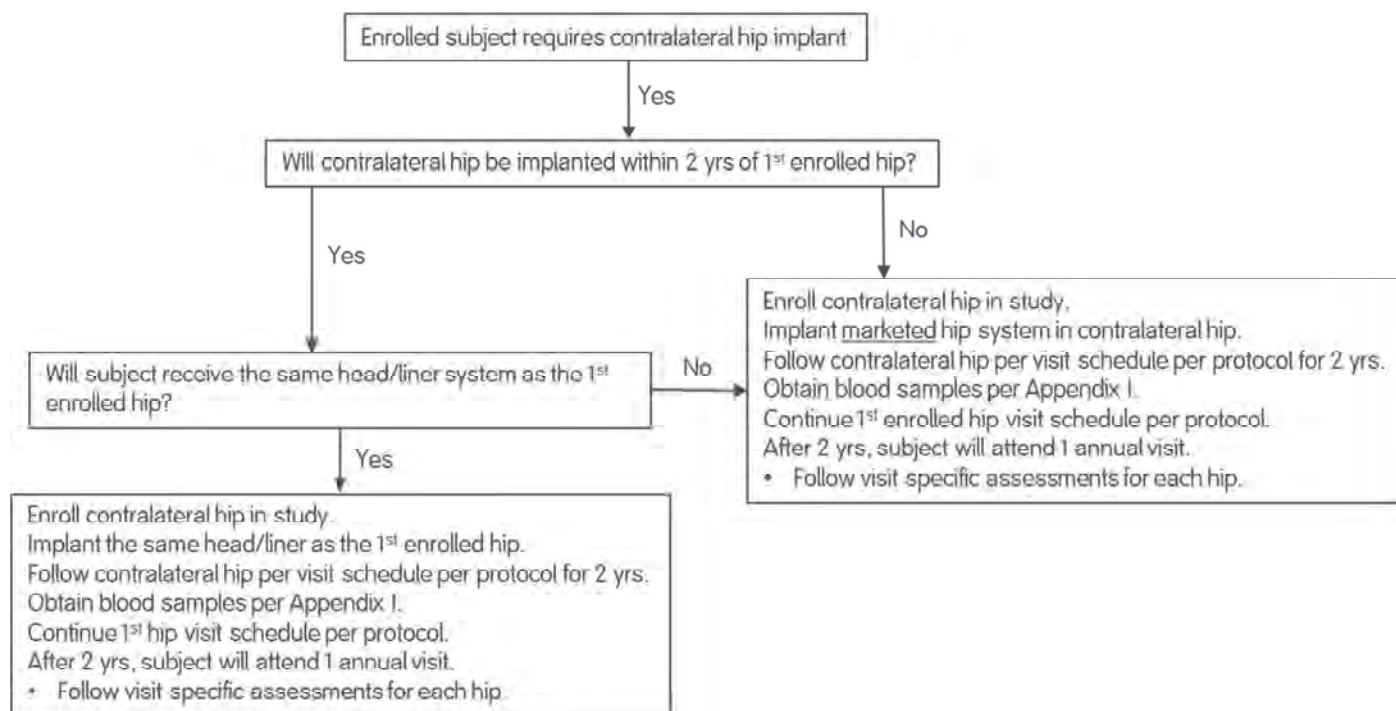 Enrolled subject requires contralateral hip implant
Yes
Will contralateral hip be implanted within 2 yrs of 1st enrolled hip?
Yes
No
Will subject receive the same head/liner system as the 1st
enrolled hip?
No
Enroll contralateral hip in study.
Implant marketed hip system in contralateral hip.
Follow contralateral hip per visit schedule per protocol for 2 yrs.
Obtain blood samples per Appendix I.
Continue 1st enrolled hip visit schedule per protocol.
After 2 yrs, subject will attend 1 annual visit.
• Follow visit specific assessments for each hip.
Yes
Enroll contralateral hip in study.
Implant the same head/liner as the 1st enrolled hip.
Follow contralateral hip per visit schedule per protocol for 2 yrs.
Obtain blood samples per Appendix I.
Continue 1st hip visit schedule per protocol.
After 2 yrs, subject will attend 1 annual visit.
• Follow visit specific assessments for each hip.